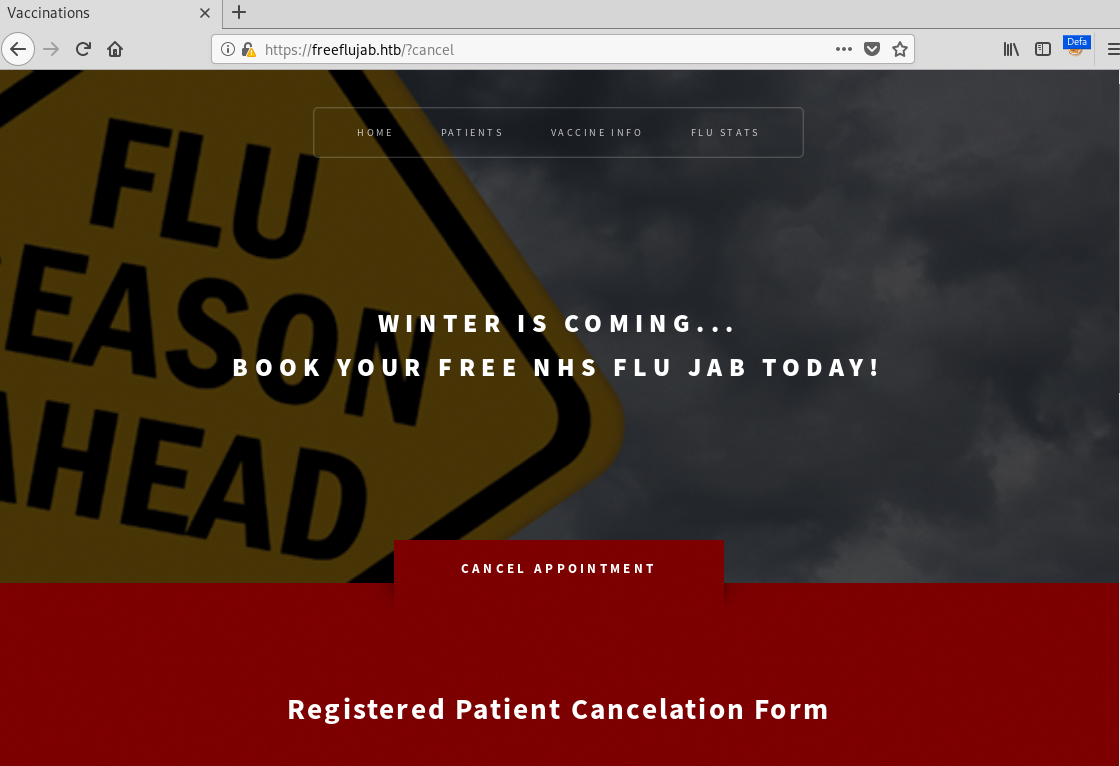 Vaccinations
https://freeflujab.htb/?cancel
Defa
HOME PATIENTS VACCINE INFO FLU STATS
FLU
EASON
AHEAD
WINTER IS COMING...
BOOK YOUR FREE NHS FLU JAB TODAY!
CANCEL APPOINTMENT
Registered Patient Cancelation Form